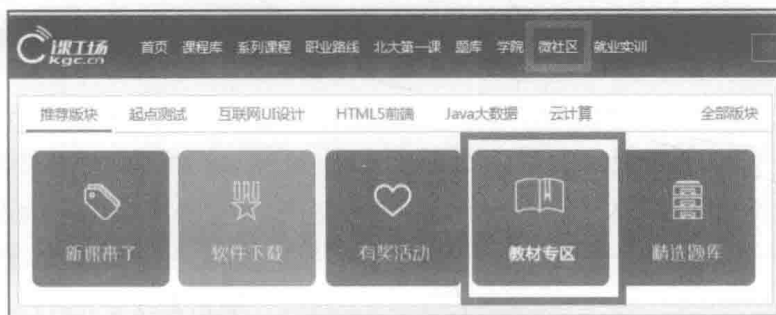 课工场
kgc.cn
首页 课程库 系列课程 职业路线 北大第一课 题库 学院 微社区 就业实训
推荐版块 起点测试 互联网UI设计 HTML5前端 Java大数据 云计算 全部版块
新课来了 软件下载 有奖活动 教材专区 精选题库